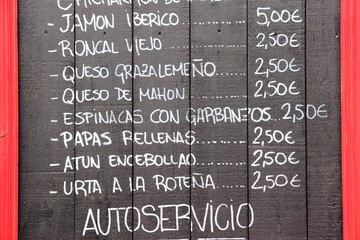 - JAMON IBERICO.... 5,00€
- RONCAL VIEJO ............ 2,50€
- QUESO GRAZALEMEÑO... 2,50€
- QUESO DE MAHON....... 2,50€
- ESPINACAS CON GARBANZOS...2,50€
- PAPAS RELLENAS........ 2,50€
- ATUN ENCEBOLLAO..... 2,50€
- URTA A LA ROTEÑA...... 2,50€
AUTOSERVICIO